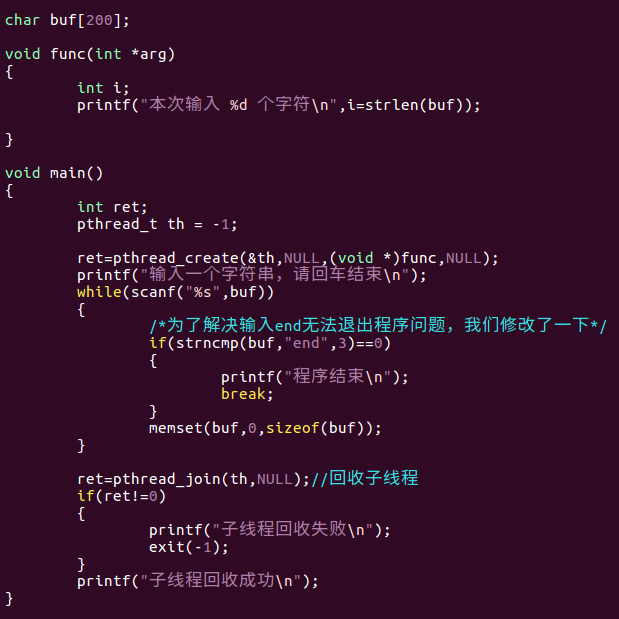 char buf[200];
void func(int *arg)
{
int i;
printf("本次输入 %d 个字符\n",i=strlen(buf));
}
void main()
{
int ret;
pthread_t th = -1;
ret=pthread_create(&th,NULL,(void *)func,NULL);
printf("输入一个字符串，请回车结束\n");
while(scanf("%s",buf))
{
/*为了解决输入end无法退出程序问题，我们修改了一下*/
if(strncmp(buf,"end",3)==0)
{
printf("程序结束\n");
break;
}
memset(buf,0,sizeof(buf));
}
ret=pthread_join(th,NULL);//回收子线程
if(ret!=0)
{
printf("子线程回收失败\n");
exit(-1);
}
printf("子线程回收成功\n");
}